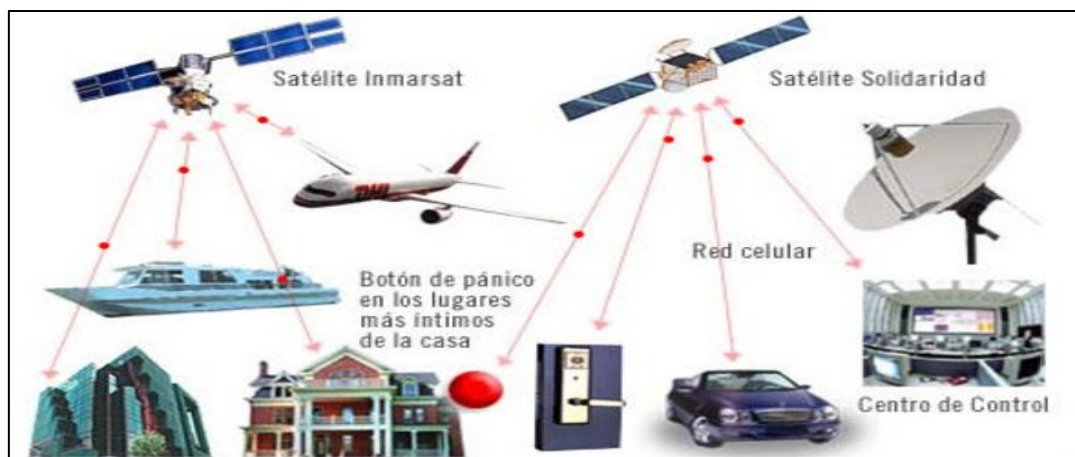 Satélite Inmarsat
Satélite Solidaridad
DHL
Red celular
Botón de pánico
en los lugares
más íntimos
de la casa
Centro de Control